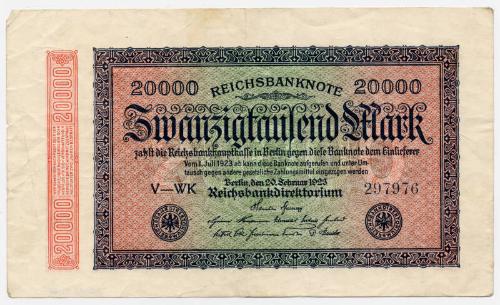 20000 REICHSBANKNOTE 20000
Zwanzigtausend Mark
zahlt die Reichsbankhauptkasse in Berlin gegen diese Banknote dem Einlieferer
Vom 1. Juli 1923 ab kann diese Banknote aufgerufen und unter Um-
tausch gegen andere gesetzliche Zahlungsmittel eingezogen werden
Berlin, den 20. Februar 1923
V—WK Reichsbankdirektorium 297976
20000
20000